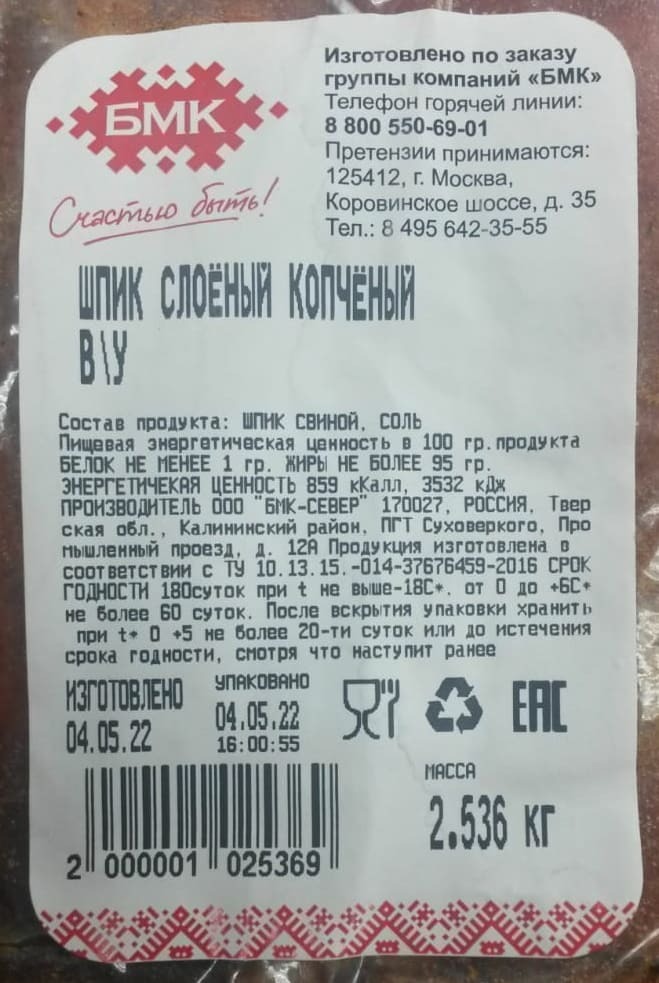 БМК
Счастью быть!
Изготовлено по заказу
группы компаний «БМК»
Телефон горячей линии:
8 800 550-69-01
Претензии принимаются:
125412, г. Москва,
Коровинское шоссе, д. 35
Тел.: 8 495 642-35-55
ШПИК СЛОЁНЫЙ КОПЧЁНЫЙ
В\У
Состав продукта: ШПИК СВИНОЙ, СОЛЬ
Пищевая энергетическая ценность в 100 гр.продукта
БЕЛОК НЕ МЕНЕЕ 1 гр. ЖИРЫ НЕ БОЛЕЕ 95 гр.
ЭНЕРГЕТИЧЕКАЯ ЦЕННОСТЬ 859 кКалл, 3532 кДж
ПРОИЗВОДИТЕЛЬ ООО "БМК-СЕВЕР" 170027, РОССИЯ, Твер
ская обл., Калининский район, ПГТ Суховеркого, Про
мышленный проезд, д. 12А Продукция изготовлена в
соответствии с ТУ 10.13.15.-014-37676459-2016 СРОК
ГОДНОСТИ 180суток при t не выше-18С*. от 0 до +6С*
не более 60 суток. После вскрытия упаковки хранить
при t* 0 +5 не более 20-ти суток или до истечения
срока годности, смотря что наступит ранее
ИЗГОТОВЛЕНО
04.05.22
УПАКОВАНО
04.05.22
16:00:55
EAC
МАССА
2.536 кг
2 000001 025369